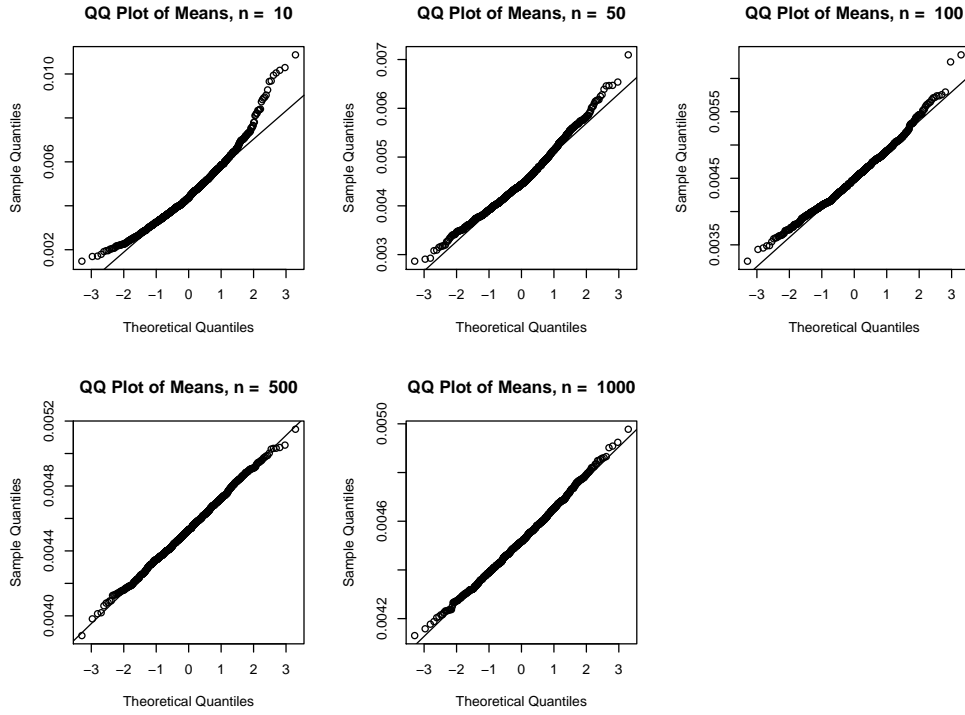 QQ Plot of Means, n = 10
Sample Quantiles
0.002 0.006 0.010
−3 −2 −1 0 1 2 3
Theoretical Quantiles
QQ Plot of Means, n = 50
Sample Quantiles
0.003 0.004 0.005 0.006 0.007
−3 −2 −1 0 1 2 3
Theoretical Quantiles
QQ Plot of Means, n = 100
Sample Quantiles
0.0035 0.0045 0.0055
−3 −2 −1 0 1 2 3
Theoretical Quantiles
QQ Plot of Means, n = 500
Sample Quantiles
0.0040 0.0044 0.0048 0.0052
−3 −2 −1 0 1 2 3
Theoretical Quantiles
QQ Plot of Means, n = 1000
Sample Quantiles
0.0042 0.0046 0.0050
−3 −2 −1 0 1 2 3
Theoretical Quantiles